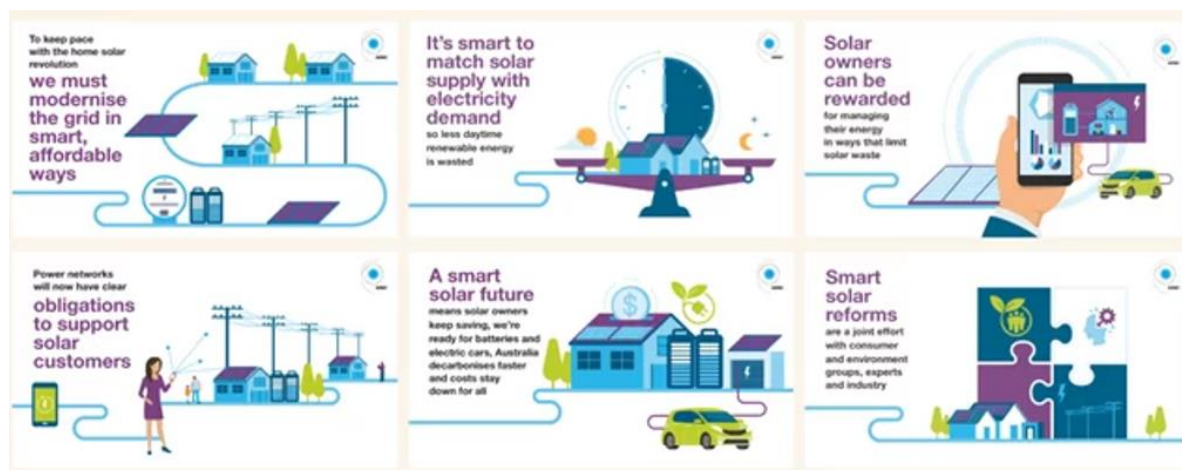 To keep pace
with the home solar
revolution
we must
modernise
the grid in
smart,
affordable
ways
It's smart to
match solar
supply with
electricity
demand
so less daytime
renewable energy
is wasted
Solar
owners
can be
rewarded
for managing
their energy
in ways that limit
solar waste
Power networks
will now have clear
obligations
to support
solar
customers
A smart
solar future
means solar owners
keep saving, we're
ready for batteries and
electric cars, Australia
decarbonises faster
and costs stay
down for all
Smart
solar
reforms
are a joint effort
with consumer
and environment
groups, experts
and industry